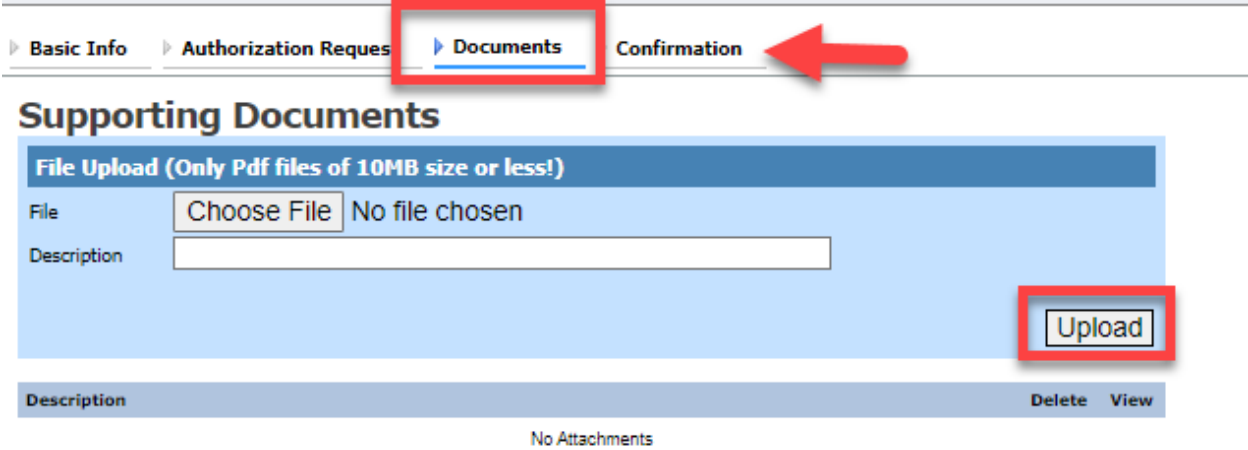 Basic Info Authorization Reques Documents Confirmation
Supporting Documents
File Upload (Only Pdf files of 10MB size or less!)
File Choose File No file chosen
Description
Upload
Description Delete View
No Attachments